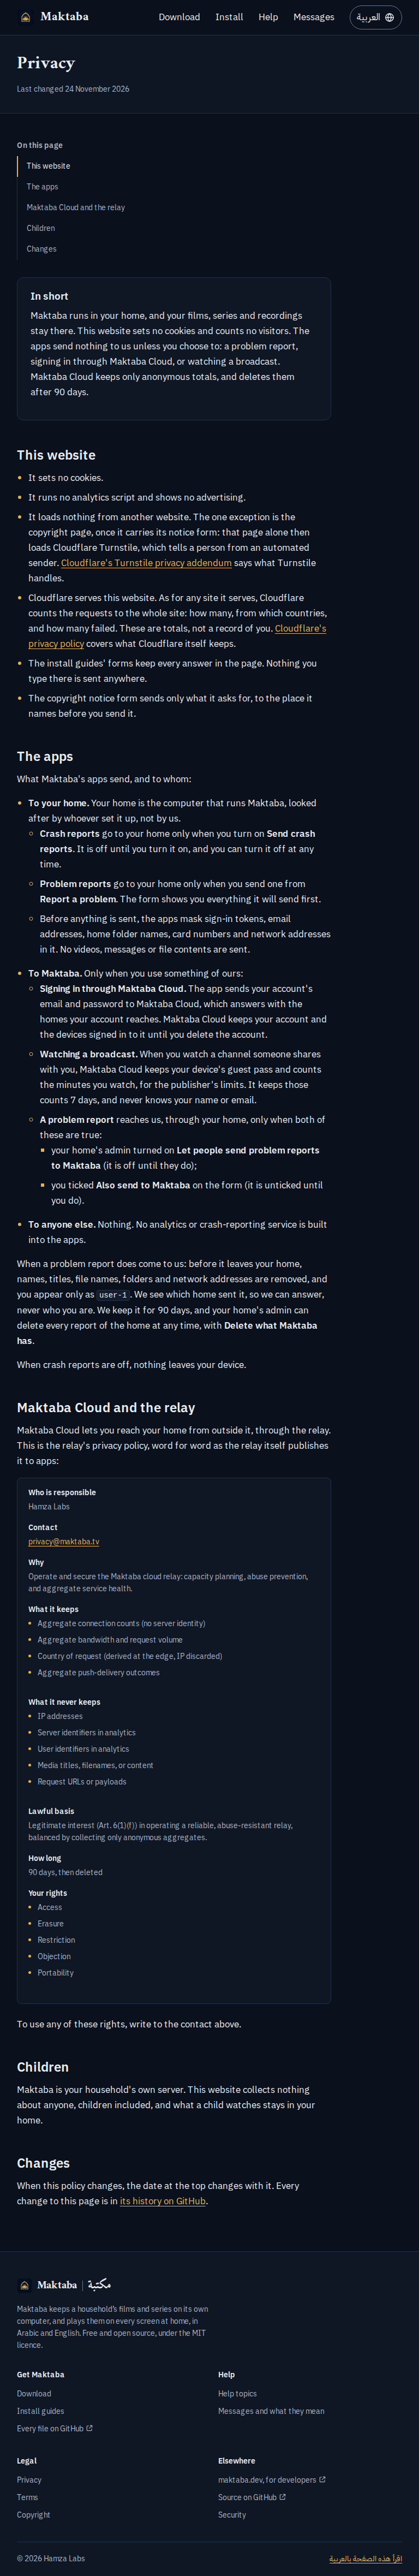 Maktaba
Download Install Help Messages العربية
Privacy
Last changed 24 November 2026
On this page
This website
The apps
Maktaba Cloud and the relay
Children
Changes
In short
Maktaba runs in your home, and your films, series and recordings
stay there. This website sets no cookies and counts no visitors. The
apps send nothing to us unless you choose to: a problem report,
signing in through Maktaba Cloud, or watching a broadcast.
Maktaba Cloud keeps only anonymous totals, and deletes them
after 90 days.
This website
It sets no cookies.
It runs no analytics script and shows no advertising.
It loads nothing from another website. The one exception is the
copyright page, once it carries its notice form: that page alone then
loads Cloudflare Turnstile, which tells a person from an automated
sender. Cloudflare's Turnstile privacy addendum says what Turnstile
handles.
Cloudflare serves this website. As for any site it serves, Cloudflare
counts the requests to the whole site: how many, from which countries,
and how many failed. These are totals, not a record of you. Cloudflare's
privacy policy covers what Cloudflare itself keeps.
The install guides' forms keep every answer in the page. Nothing you
type there is sent anywhere.
The copyright notice form sends only what it asks for, to the place it
names before you send it.
The apps
What Maktaba's apps send, and to whom:
To your home. Your home is the computer that runs Maktaba, looked
after by whoever set it up, not by us.
Crash reports go to your home only when you turn on Send crash
reports. It is off until you turn it on, and you can turn it off at any
time.
Problem reports go to your home only when you send one from
Report a problem. The form shows you everything it will send first.
Before anything is sent, the apps mask sign-in tokens, email
addresses, home folder names, card numbers and network addresses
in it. No videos, messages or file contents are sent.
To Maktaba. Only when you use something of ours:
Signing in through Maktaba Cloud. The app sends your account's
email and password to Maktaba Cloud, which answers with the
homes your account reaches. Maktaba Cloud keeps your account and
the devices signed in to it until you delete the account.
Watching a broadcast. When you watch a channel someone shares
with you, Maktaba Cloud keeps your device's guest pass and counts
the minutes you watch, for the publisher's limits. It keeps those
counts 7 days, and never knows your name or email.
A problem report reaches us, through your home, only when both of
these are true:
your home's admin turned on Let people send problem reports
to Maktaba (it is off until they do);
you ticked Also send to Maktaba on the form (it is unticked until
you do).
To anyone else. Nothing. No analytics or crash-reporting service is built
into the apps.
When a problem report does come to us: before it leaves your home,
names, titles, file names, folders and network addresses are removed, and
you appear only as user-1. We see which home sent it, so we can answer,
never who you are. We keep it for 90 days, and your home's admin can
delete every report of the home at any time, with Delete what Maktaba
has.
When crash reports are off, nothing leaves your device.
Maktaba Cloud and the relay
Maktaba Cloud lets you reach your home from outside it, through the relay.
This is the relay's privacy policy, word for word as the relay itself publishes
it to apps:
Who is responsible
Hamza Labs
Contact
privacy@maktaba.tv
Why
Operate and secure the Maktaba cloud relay: capacity planning, abuse prevention,
and aggregate service health.
What it keeps
Aggregate connection counts (no server identity)
Aggregate bandwidth and request volume
Country of request (derived at the edge, IP discarded)
Aggregate push-delivery outcomes
What it never keeps
IP addresses
Server identifiers in analytics
User identifiers in analytics
Media titles, filenames, or content
Request URLs or payloads
Lawful basis
Legitimate interest (Art. 6(1)(f)) in operating a reliable, abuse-resistant relay,
balanced by collecting only anonymous aggregates.
How long
90 days, then deleted
Your rights
Access
Erasure
Restriction
Objection
Portability
To use any of these rights, write to the contact above.
Children
Maktaba is your household's own server. This website collects nothing
about anyone, children included, and what a child watches stays in your
home.
Changes
When this policy changes, the date at the top changes with it. Every
change to this page is in its history on GitHub.
Maktaba | مكتبة
Maktaba keeps a household's films and series on its own
computer, and plays them on every screen at home, in
Arabic and English. Free and open source, under the MIT
licence.
Get Maktaba
Download
Install guides
Every file on GitHub
Help
Help topics
Messages and what they mean
Legal
Privacy
Terms
Copyright
Elsewhere
maktaba.dev, for developers
Source on GitHub
Security
© 2026 Hamza Labs
اقرأ هذه الصفحة بالعربية